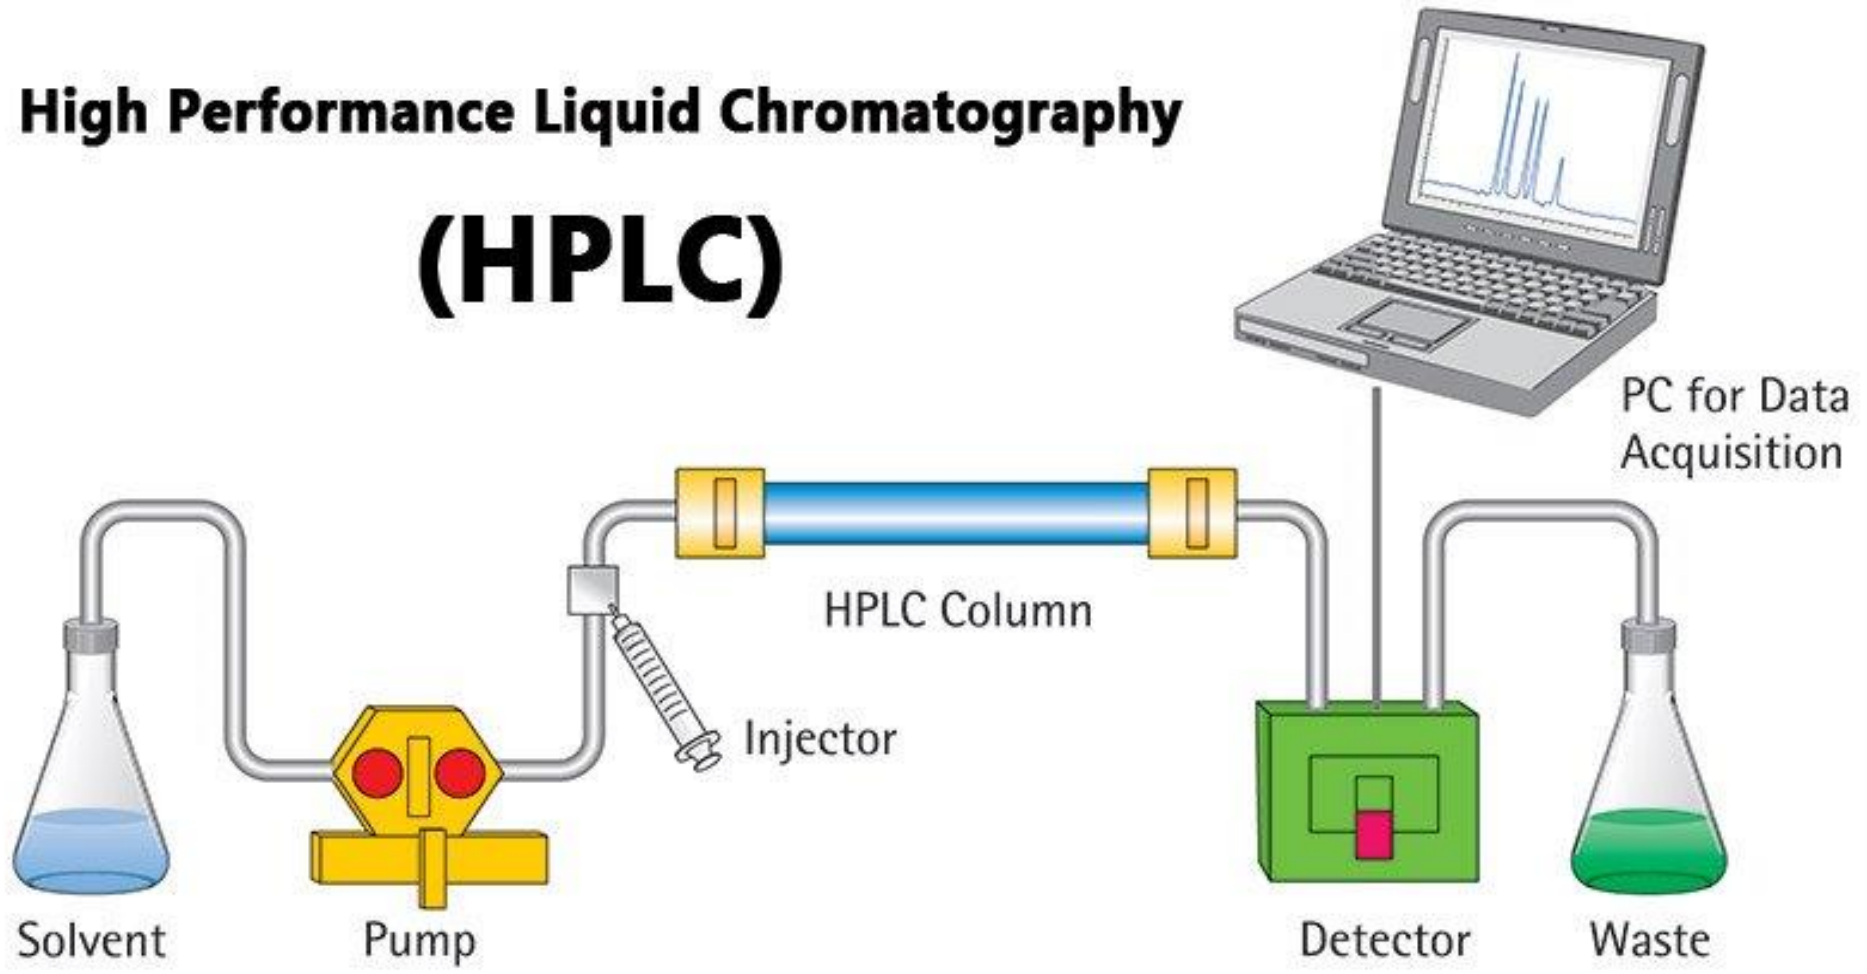 High Performance Liquid Chromatography
(HPLC)
PC for Data
Acquisition
HPLC Column
Injector
Solvent
Pump
Detector
Waste